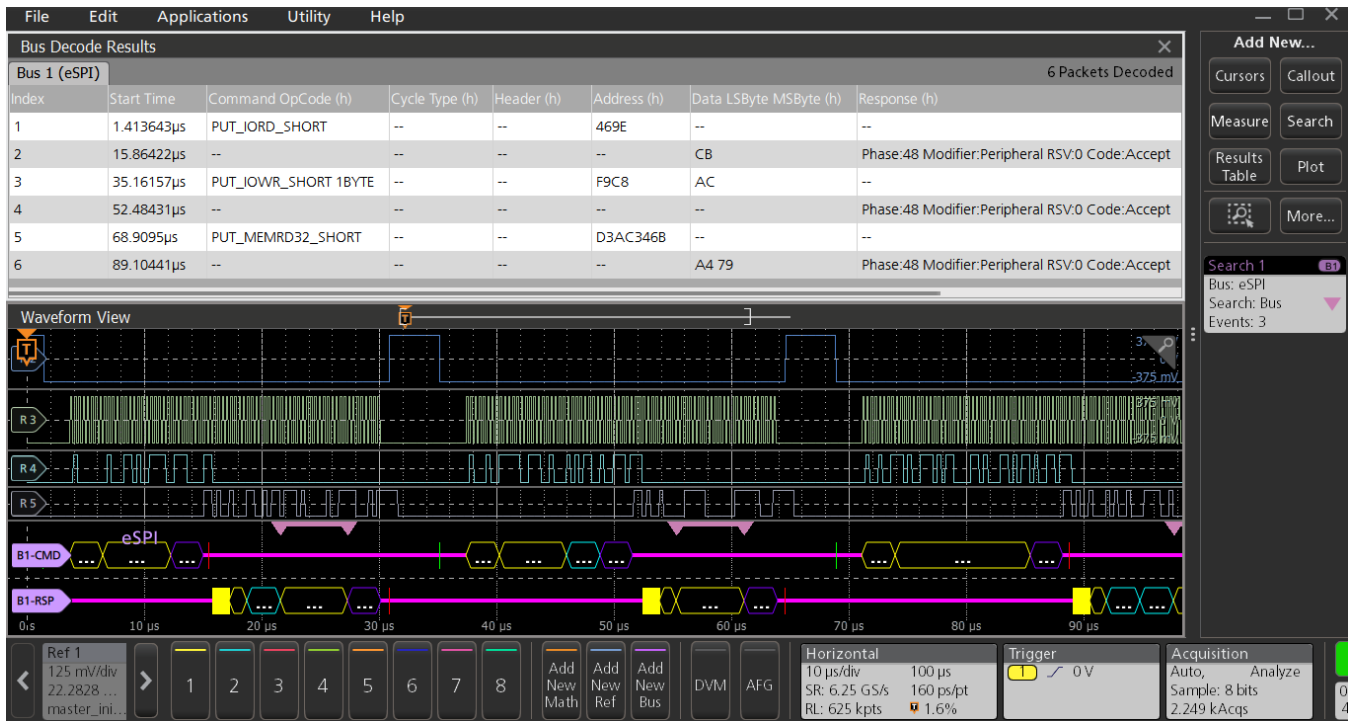 File Edit Applications Utility Help
Bus Decode Results
Bus 1 (eSPI) 6 Packets Decoded
Index Start Time Command OpCode (h) Cycle Type (h) Header (h) Address (h) Data LSByte MSByte (h) Response (h)
1 1.413643µs PUT_IORD_SHORT -- -- 469E -- --
2 15.86422µs -- -- -- -- CB Phase:48 Modifier:Peripheral RSV:0 Code:Accept
3 35.16157µs PUT_IOWR_SHORT 1BYTE -- -- F9C8 AC --
4 52.48431µs -- -- -- -- -- Phase:48 Modifier:Peripheral RSV:0 Code:Accept
5 68.9095µs PUT_MEMRD32_SHORT -- -- D3AC346B -- --
6 89.10441µs -- -- -- -- A4 79 Phase:48 Modifier:Peripheral RSV:0 Code:Accept
Waveform View
T
T
-375 mV
R3
375 mV
0 V
-375 mV
R4
R5
eSPI
B1-CMD ... ... ... ... ... ... ... ... ... ...
B1-RSP ... ... ... ... ... ... ...
0 s 10 µs 20 µs 30 µs 40 µs 50 µs 60 µs 70 µs 80 µs 90 µs
Add New...
Cursors Callout
Measure Search
Results Table Plot
More...
Search 1 B1
Bus: eSPI
Search: Bus
Events: 3
Ref 1
125 mV/div
22.2828 ...
master_ini...
1 2 3 4 5 6 7 8
Add New Math
Add New Ref
Add New Bus
DVM AFG
Horizontal
10 µs/div 100 µs
SR: 6.25 GS/s 160 ps/pt
RL: 625 kpts 1.6%
Trigger
1 0 V
Acquisition
Auto, Analyze
Sample: 8 bits
2.249 kAcqs